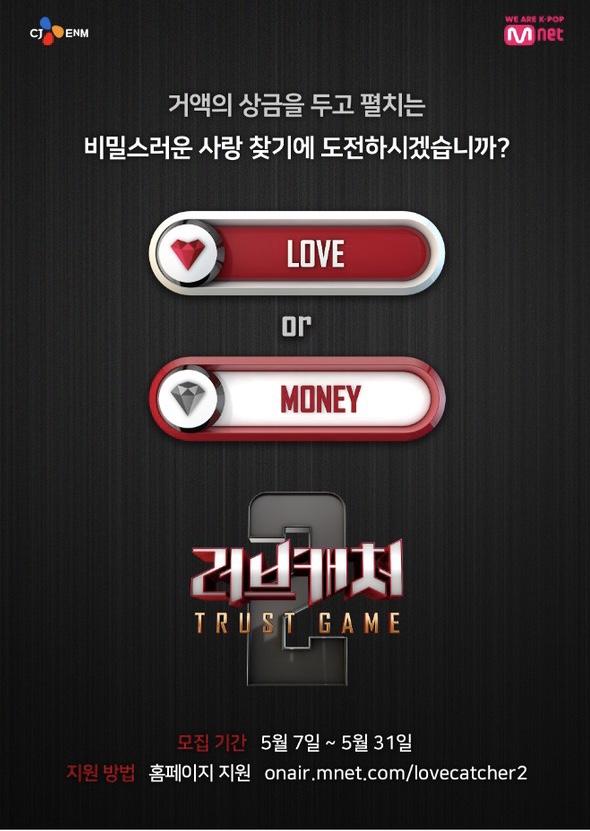 CJ ENM
WE ARE K-POP
Mnet
거액의 상금을 두고 펼치는
비밀스러운 사랑 찾기에 도전하시겠습니까?
LOVE
or
MONEY
2
러브캐처
TRUST GAME
모집 기간 5월 7일 ~ 5월 31일
지원 방법 홈페이지 지원 onair.mnet.com/lovecatcher2